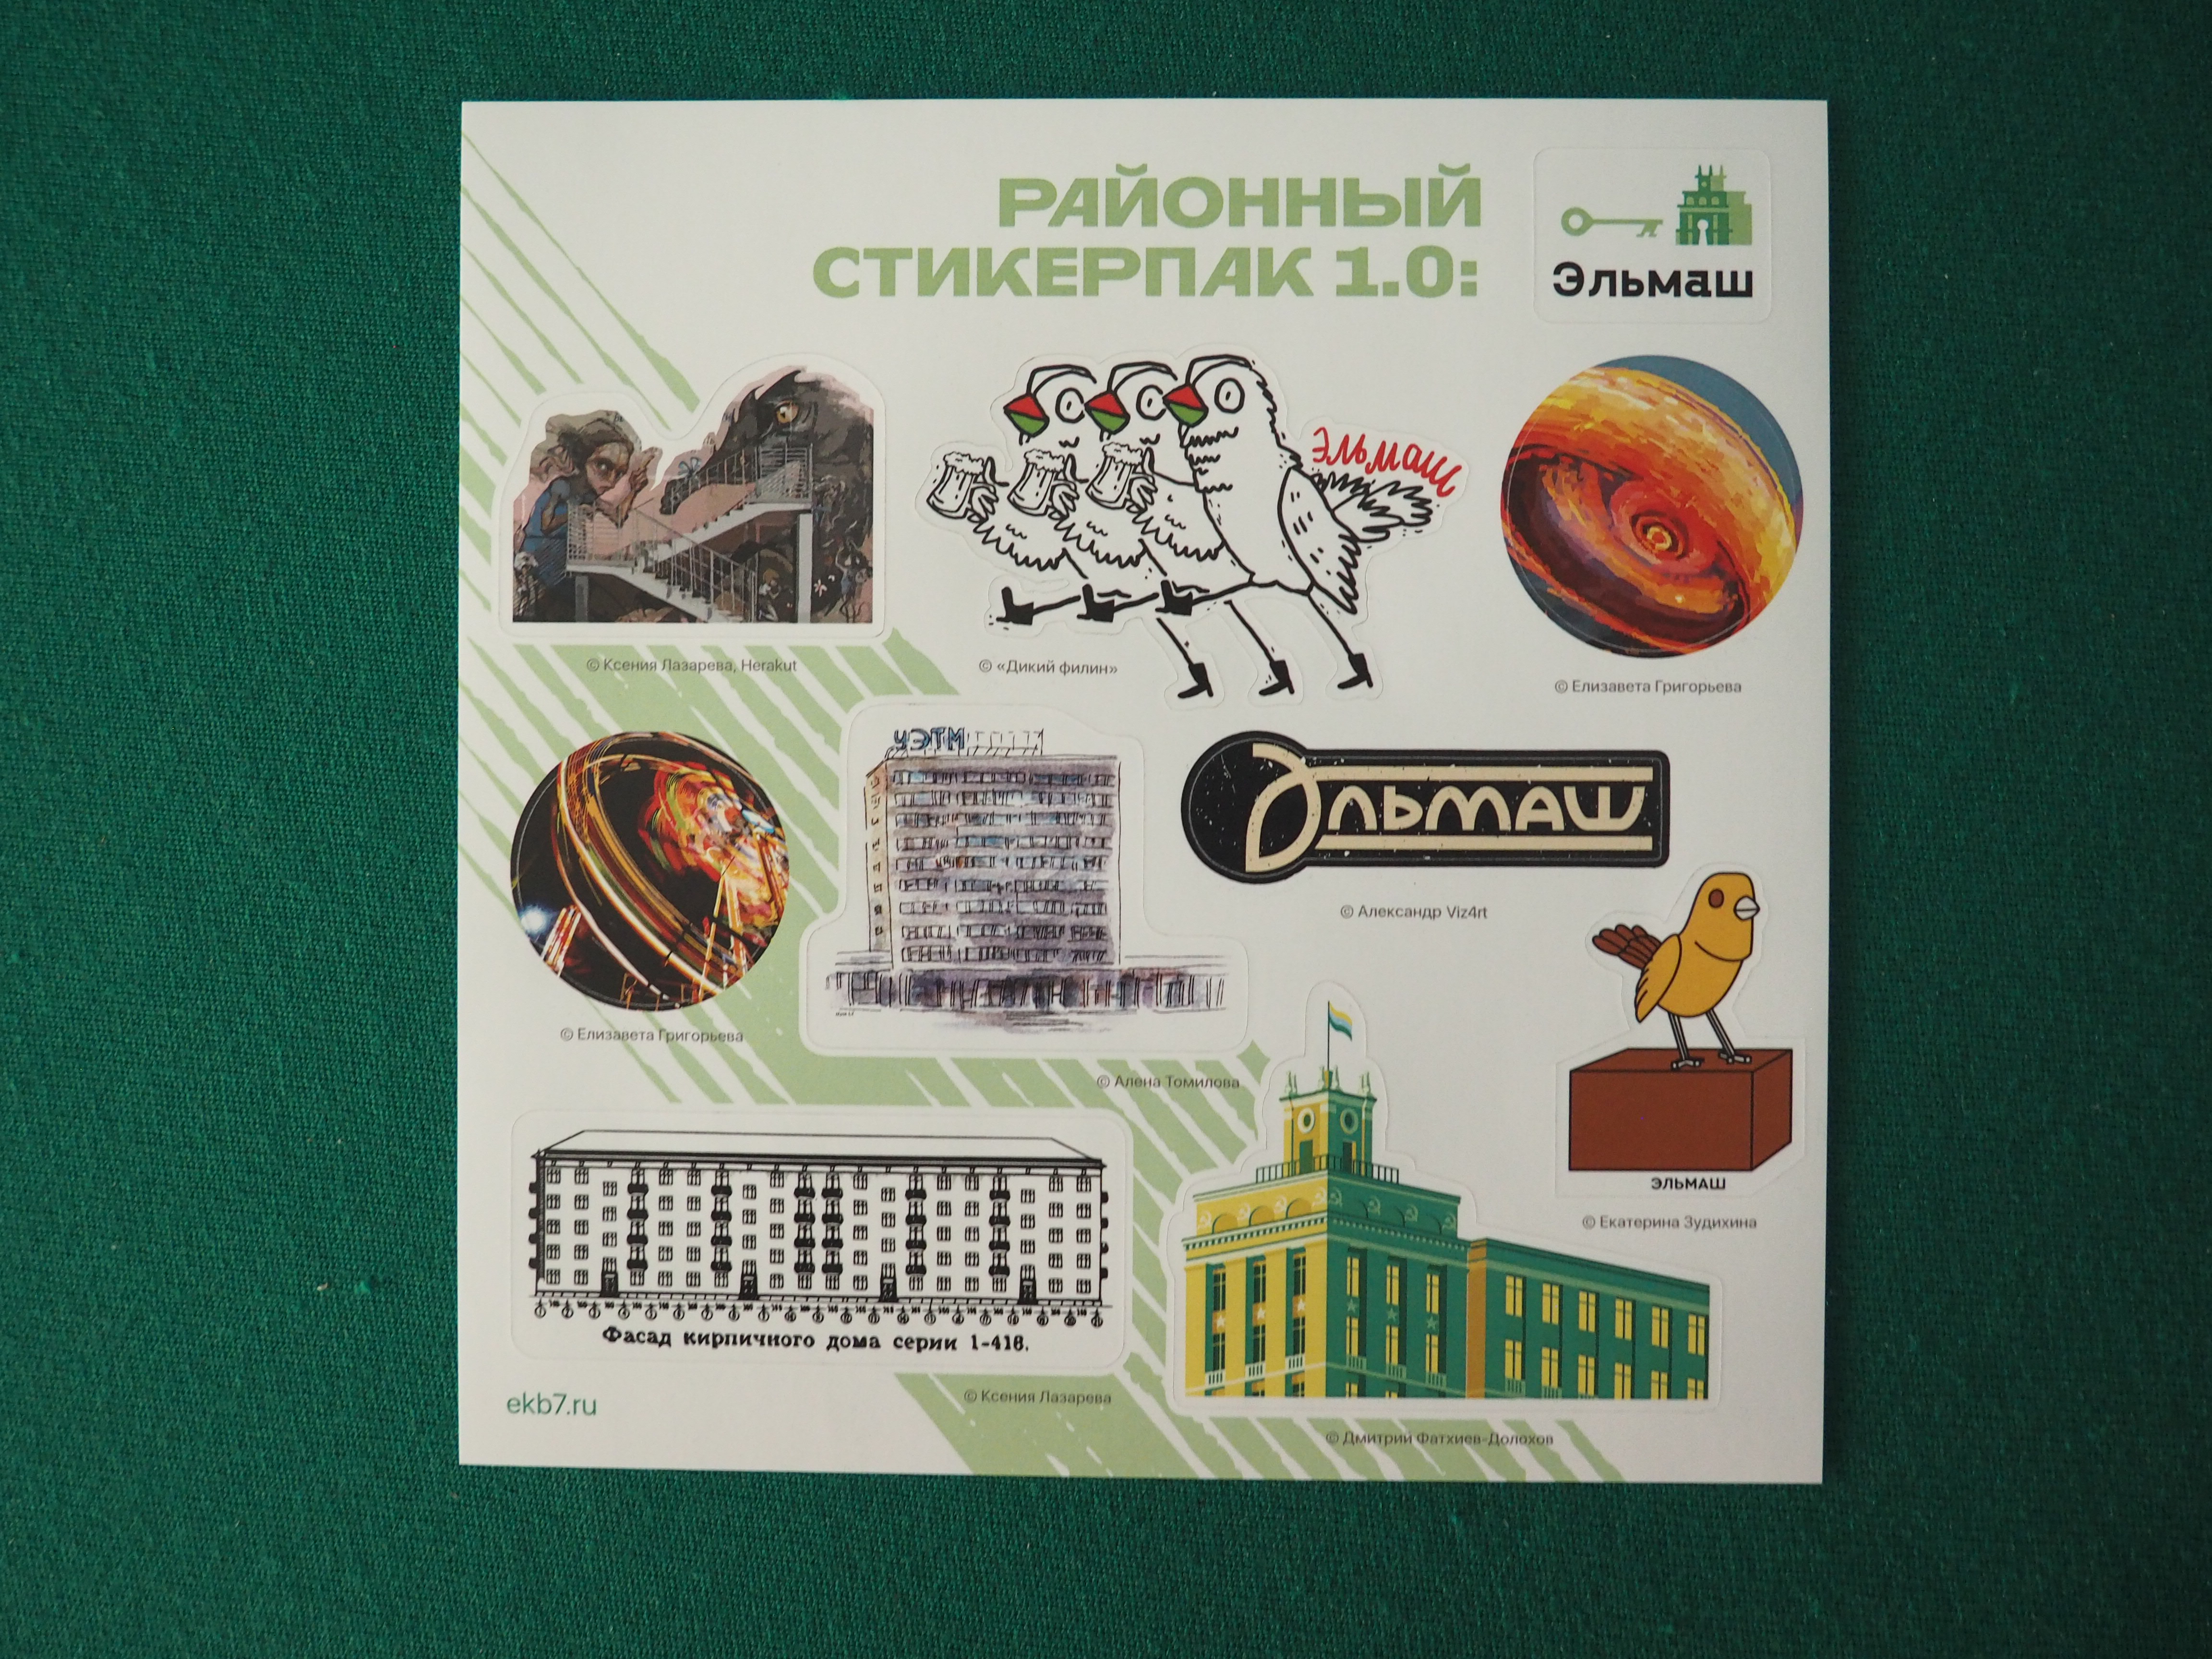 РАЙОННЫЙ
СТИКЕРПАК 1.0:
Эльмаш
эльмаш
© Ксения Лазарева, Herakut
© «Дикий филин»
© Елизавета Григорьева
УЭТМ
Эльмаш
© Александр Viz4rt
© Елизавета Григорьева
© Алена Томилова
ЭЛЬМАШ
© Екатерина Зудихина
Фасад кирпичного дома серии 1-416.
© Ксения Лазарева
ekb7.ru
© Дмитрий Фатхиев-Долохов